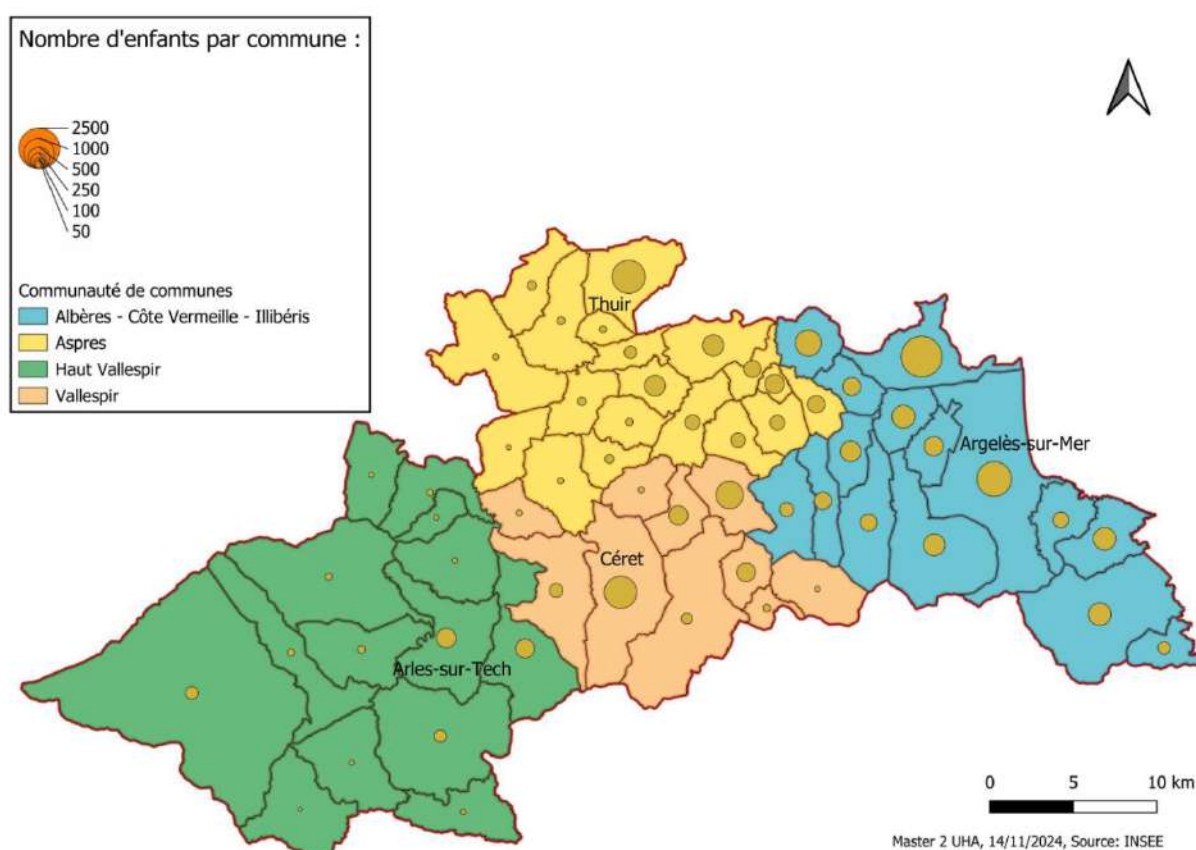 Nombre d'enfants par commune :
2500
1000
500
250
100
50
Communauté de communes
Albères - Côte Vermeille - Illibéris
Aspres
Haut Vallespir
Vallespir
Thuir
Argelès-sur-Mer
Céret
Arles-sur-Tech
0 5 10 km
Master 2 UHA, 14/11/2024, Source: INSEE